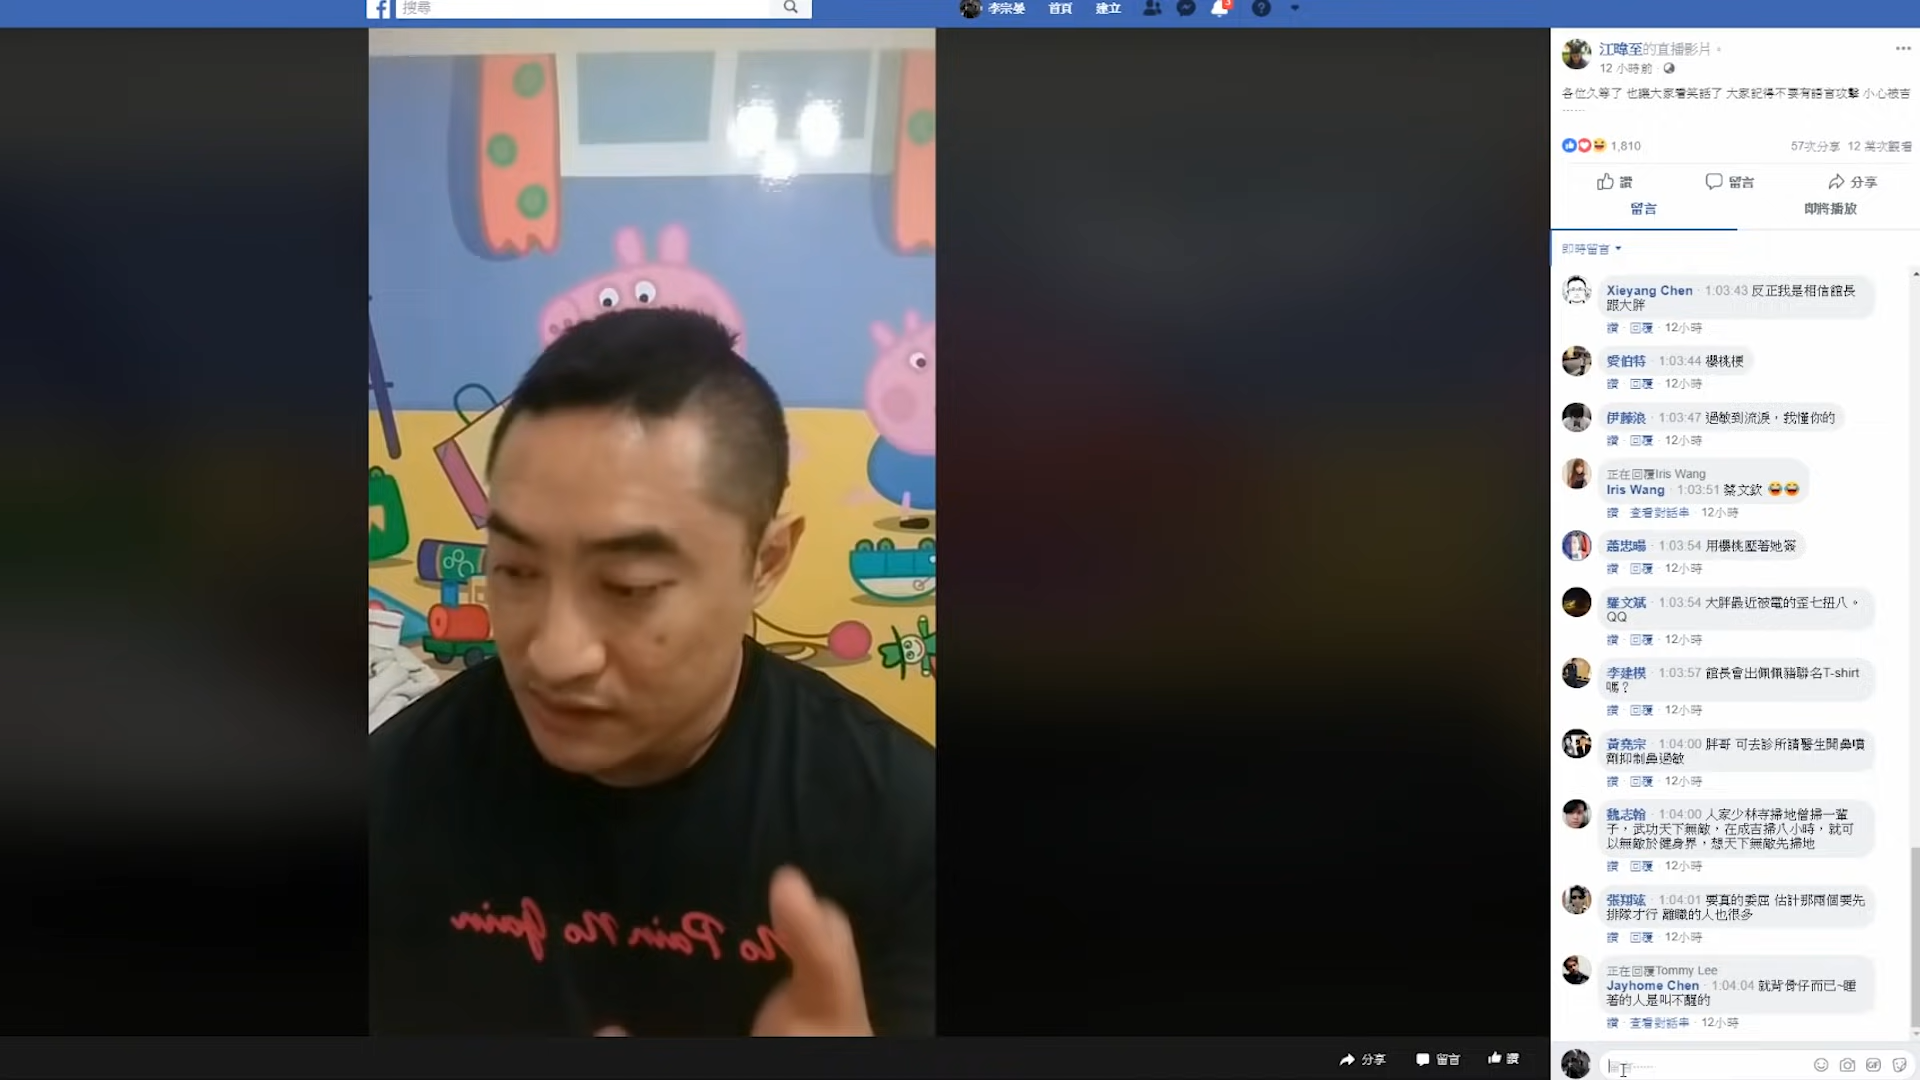 搜尋
李宗晏 首頁 建立
3
江暐至的直播影片。
12 小時前
各位久等了 也讓大家看笑話了 大家記得不要有語言攻擊 小心被吉
......
1,810
57次分享 12 萬次觀看
讚 留言 分享
留言 即將播放
即時留言
Xieyang Chen · 1:03:43 反正我是相信館長
跟大胖
讚 · 回覆 · 12小時
愛伯特 · 1:03:44 櫻桃梗
讚 · 回覆 · 12小時
伊藤浪 · 1:03:47 過敏到流淚,我懂你的
讚 · 回覆 · 12小時
正在回覆Iris Wang
Iris Wang · 1:03:51 蔡文欽 😂😂
讚 · 查看對話串 · 12小時
蕭忠暘 · 1:03:54 用櫻桃壓著她簽
讚 · 回覆 · 12小時
羅文斌 · 1:03:54 大胖最近被電的歪七扭八。
QQ
讚 · 回覆 · 12小時
李建模 · 1:03:57 館長會出佩佩豬聯名T-shirt
嗎?
讚 · 回覆 · 12小時
黃堯宗 · 1:04:00 胖哥 可去診所請醫生開鼻噴
劑抑制鼻過敏
讚 · 回覆 · 12小時
魏志翰 · 1:04:00 人家少林寺掃地僧掃一輩
子,武功天下無敵,在成吉掃八小時,就可
以無敵於健身界,想天下無敵先掃地
讚 · 回覆 · 12小時
張翔竑 · 1:04:01 要真的委屈 估計那兩個要先
排隊才行 離職的人也很多
讚 · 回覆 · 12小時
正在回覆Tommy Lee
Jayhome Chen · 1:04:04 就背骨仔而已~睡
著的人是叫不醒的
讚 · 查看對話串 · 12小時
No Pain No Gain
分享 留言 讚
GIF